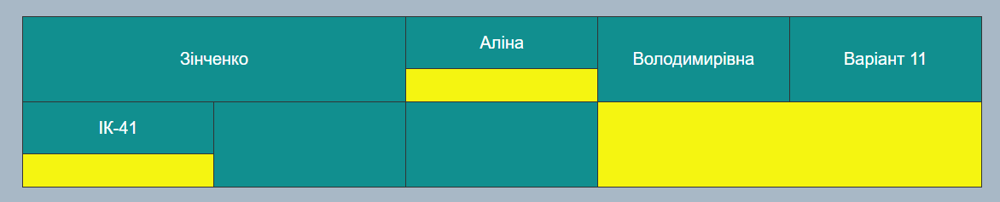 Зінченко
Аліна
Володимирівна
Варіант 11
ІК-41